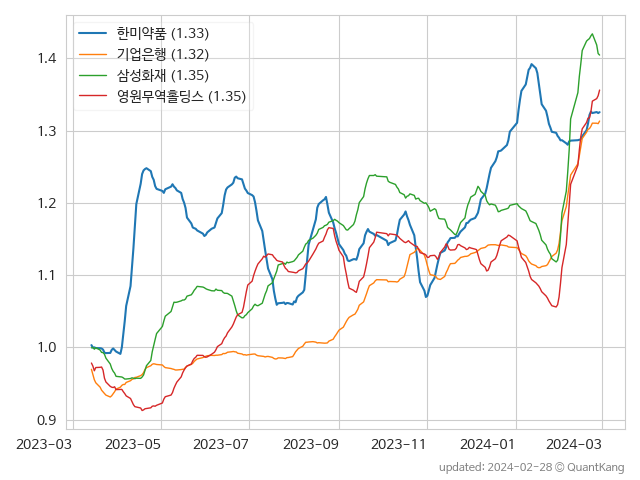 한미약품 (1.33)
기업은행 (1.32)
삼성화재 (1.35)
영원무역홀딩스 (1.35)
1.4
1.3
1.2
1.1
1.0
0.9
2023-03 2023-05 2023-07 2023-09 2023-11 2024-01 2024-03
updated: 2024-02-28 © QuantKang